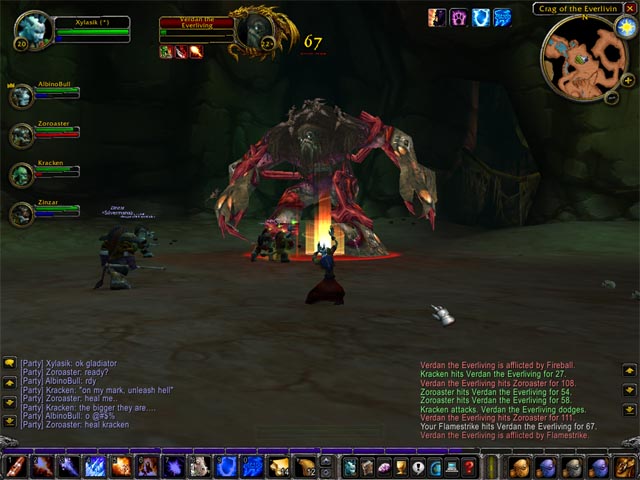 Xylasik (*)
20
Verdan the
Everliving
22+
67
Crag of the Everlivin
N
AlbinoBull
Zoroaster
Kracken
Zinzar
Zinzar
[Party] Xylasik: ok gladiator
[Party] Zoroaster: ready?
[Party] AlbinoBull: rdy
[Party] Kracken: "on my mark, unleash hell"
[Party] Zoroaster: heal me..
[Party] Kracken: the bigger they are....
[Party] AlbinoBull: o @#$%
[Party] Zoroaster: heal kracken
Verdan the Everliving is afflicted by Fireball.
Kracken hits Verdan the Everliving for 27.
Verdan the Everliving hits Zoroaster for 108.
Zoroaster hits Verdan the Everliving for 54.
Zoroaster hits Verdan the Everliving for 58.
Kracken attacks. Verdan the Everliving dodges.
Verdan the Everliving hits Zoroaster for 111.
Your Flamestrike hits Verdan the Everliving for 67.
Verdan the Everliving is afflicted by Flamestrike.